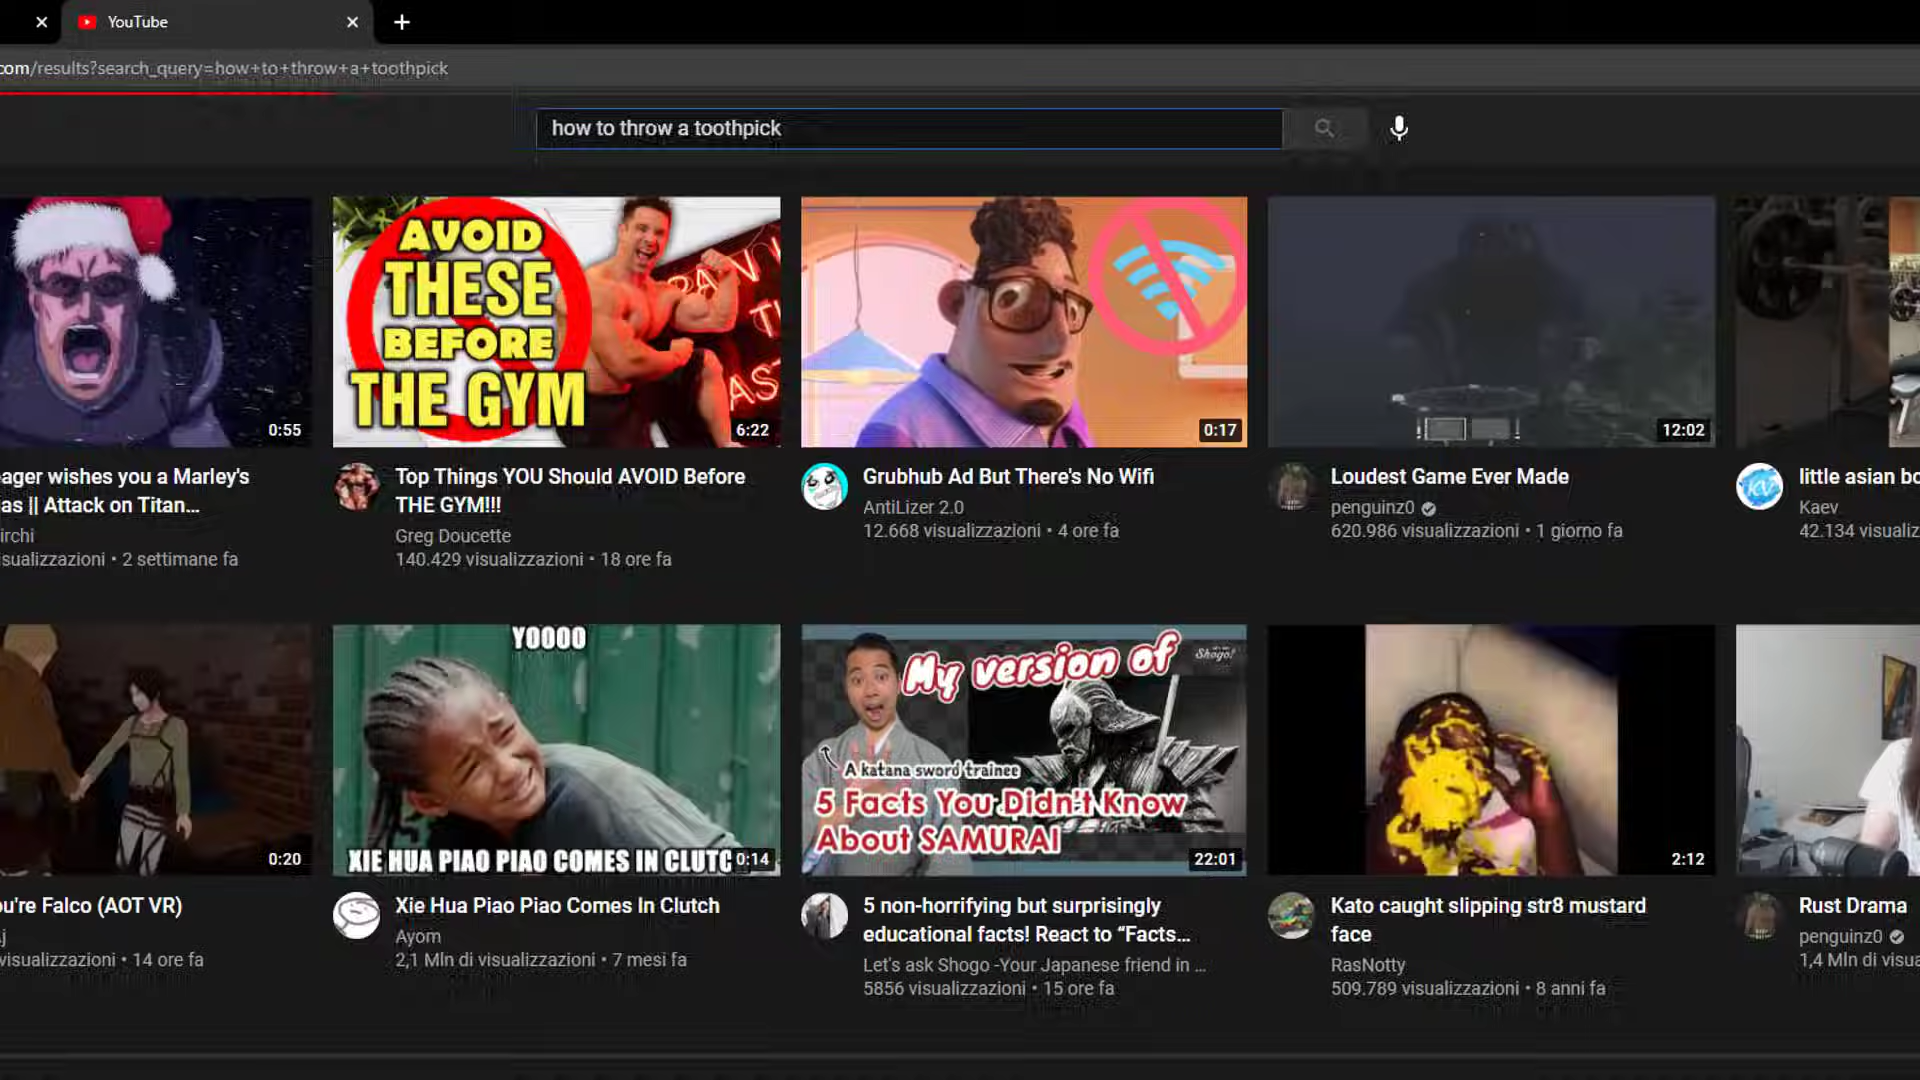 YouTube
com/results?search_query=how+to+throw+a+toothpick
how to throw a toothpick
AVOID
THESE
BEFORE
THE GYM
0:55
6:22
0:17
12:02
eager wishes you a Marley's
as || Attack on Titan...
irchi
isualizzazioni • 2 settimane fa
Top Things YOU Should AVOID Before
THE GYM!!!
Greg Doucette
140.429 visualizzazioni • 18 ore fa
Grubhub Ad But There's No Wifi
AntiLizer 2.0
12.668 visualizzazioni • 4 ore fa
Loudest Game Ever Made
penguinz0
620.986 visualizzazioni • 1 giorno fa
KV
little asian bo
Kaev
42.134 visualiz
YOOOO
XIE HUA PIAO PIAO COMES IN CLUTC
My version of
Shogo!
A katana sword trainee
5 Facts You Didn't Know
About SAMURAI
0:20
0:14
22:01
2:12
ou're Falco (AOT VR)
j
visualizzazioni • 14 ore fa
Xie Hua Piao Piao Comes In Clutch
Ayom
2,1 Mln di visualizzazioni • 7 mesi fa
5 non-horrifying but surprisingly
educational facts! React to “Facts...
Let's ask Shogo -Your Japanese friend in ...
5856 visualizzazioni • 15 ore fa
Kato caught slipping str8 mustard
face
RasNotty
509.789 visualizzazioni • 8 anni fa
Rust Drama
penguinz0
1,4 Mln di visua